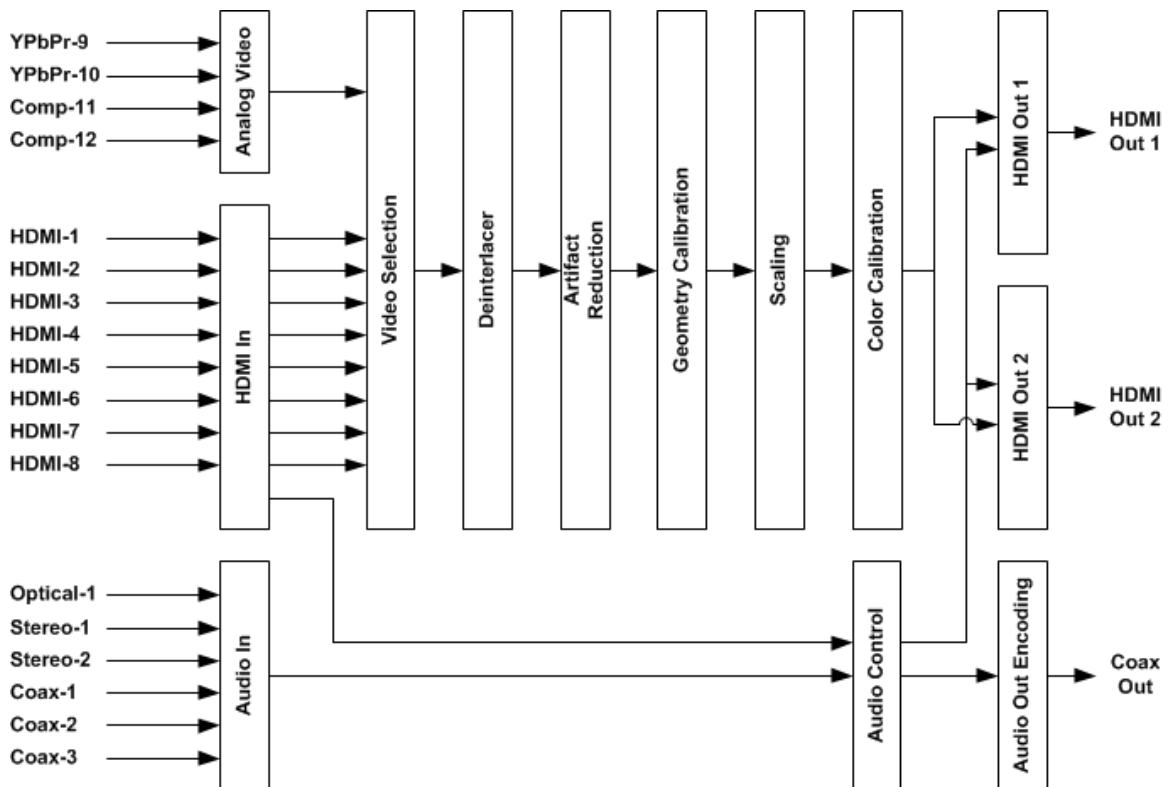 YPbPr-9
YPbPr-10
Comp-11
Comp-12
Analog Video
HDMI-1
HDMI-2
HDMI-3
HDMI-4
HDMI-5
HDMI-6
HDMI-7
HDMI-8
HDMI In
Optical-1
Stereo-1
Stereo-2
Coax-1
Coax-2
Coax-3
Audio In
Video Selection
Deinterlacer
Artifact
Reduction
Geometry Calibration
Scaling
Color Calibration
Audio Control
HDMI Out 1
HDMI Out 2
Audio Out Encoding
HDMI
Out 1
HDMI
Out 2
Coax
Out